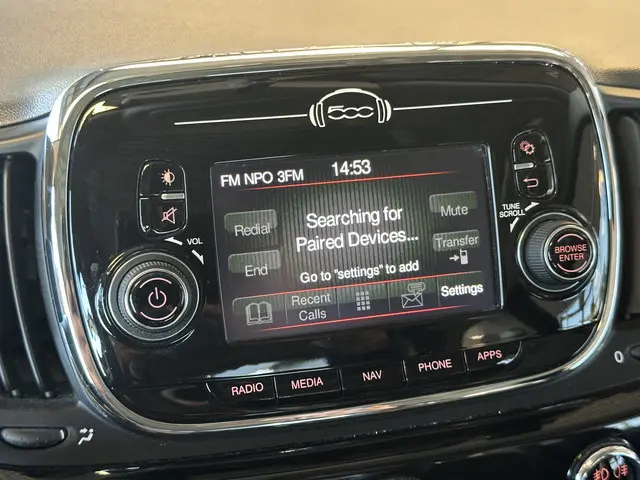 500
FM NPO 3FM 14:53
Redial
Searching for
Paired Devices...
Mute
End
Transfer
Go to "settings" to add
Recent
Calls
Settings
VOL
TUNE
SCROLL
BROWSE
ENTER
RADIO
MEDIA
NAV
PHONE
APPS
0